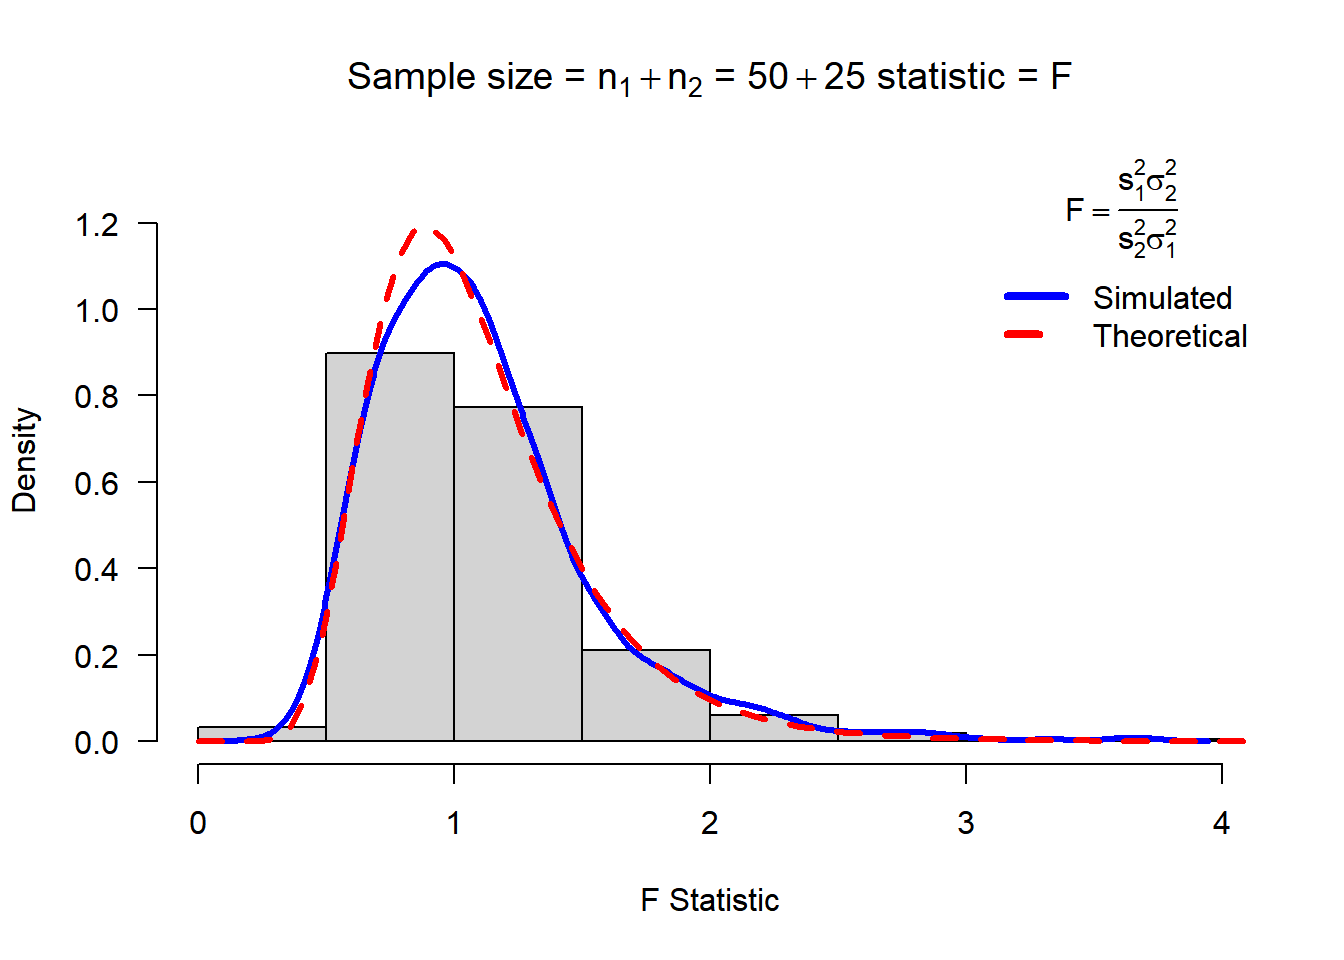 Sample size = n₁ + n₂ = 50 + 25 statistic = F
F = s₁²σ₂² / s₂²σ₁²
Simulated
Theoretical
Density
1.2
1.0
0.8
0.6
0.4
0.2
0.0
0 1 2 3 4
F Statistic